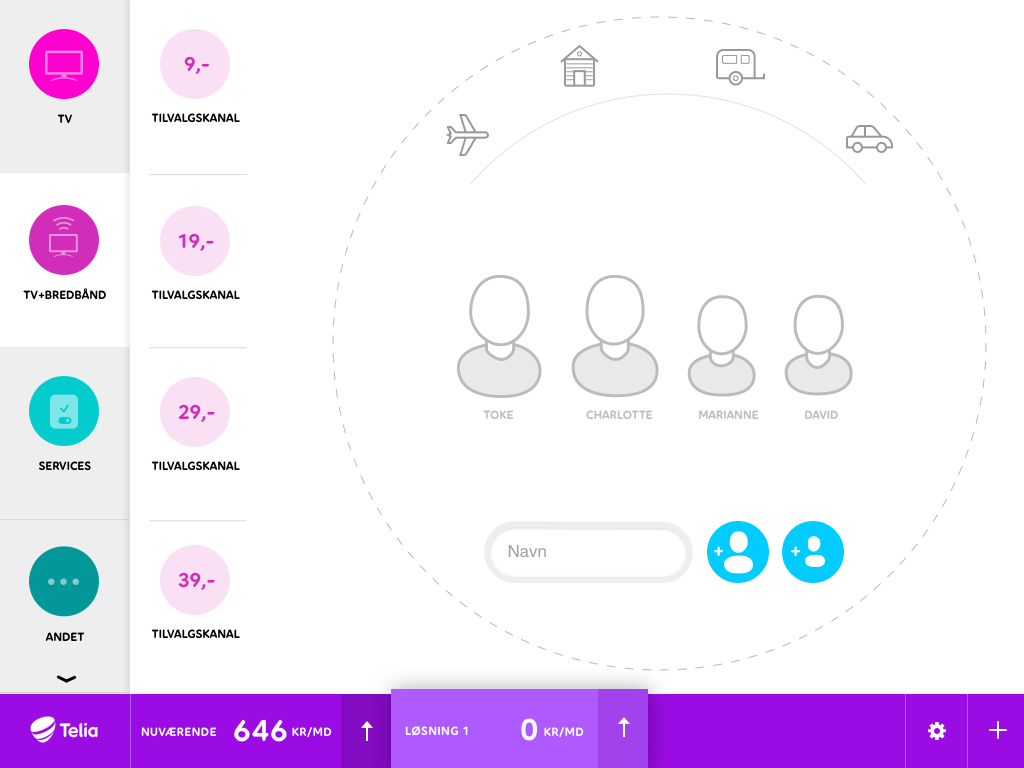 TV
TV+BREDBÅND
SERVICES
ANDET
9,-
TILVALGSKANAL
19,-
TILVALGSKANAL
29,-
TILVALGSKANAL
39,-
TILVALGSKANAL
TOKE
CHARLOTTE
MARIANNE
DAVID
Navn
Telia
NUVÆRENDE 646 KR/MD
LØSNING 1 0 KR/MD